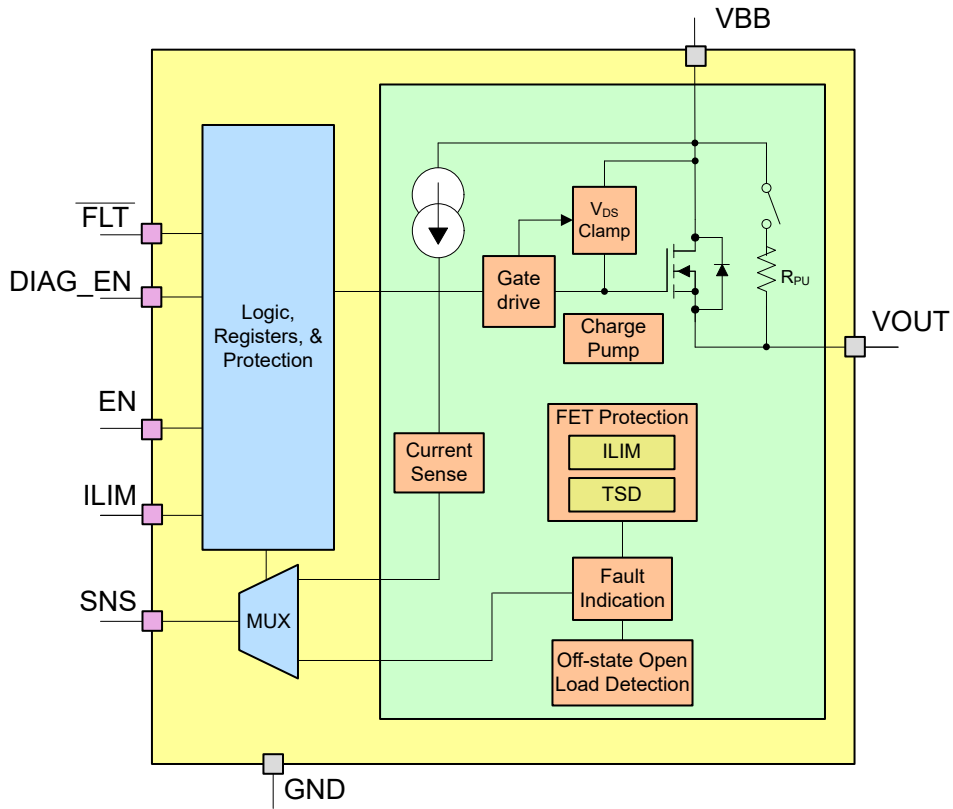 VBB
FLT
DIAG_EN
EN
ILIM
SNS
Logic,
Registers, &
Protection
MUX
VDS
Clamp
Gate
drive
Charge
Pump
RPU
VOUT
Current
Sense
FET Protection
ILIM
TSD
Fault
Indication
Off-state Open
Load Detection
GND